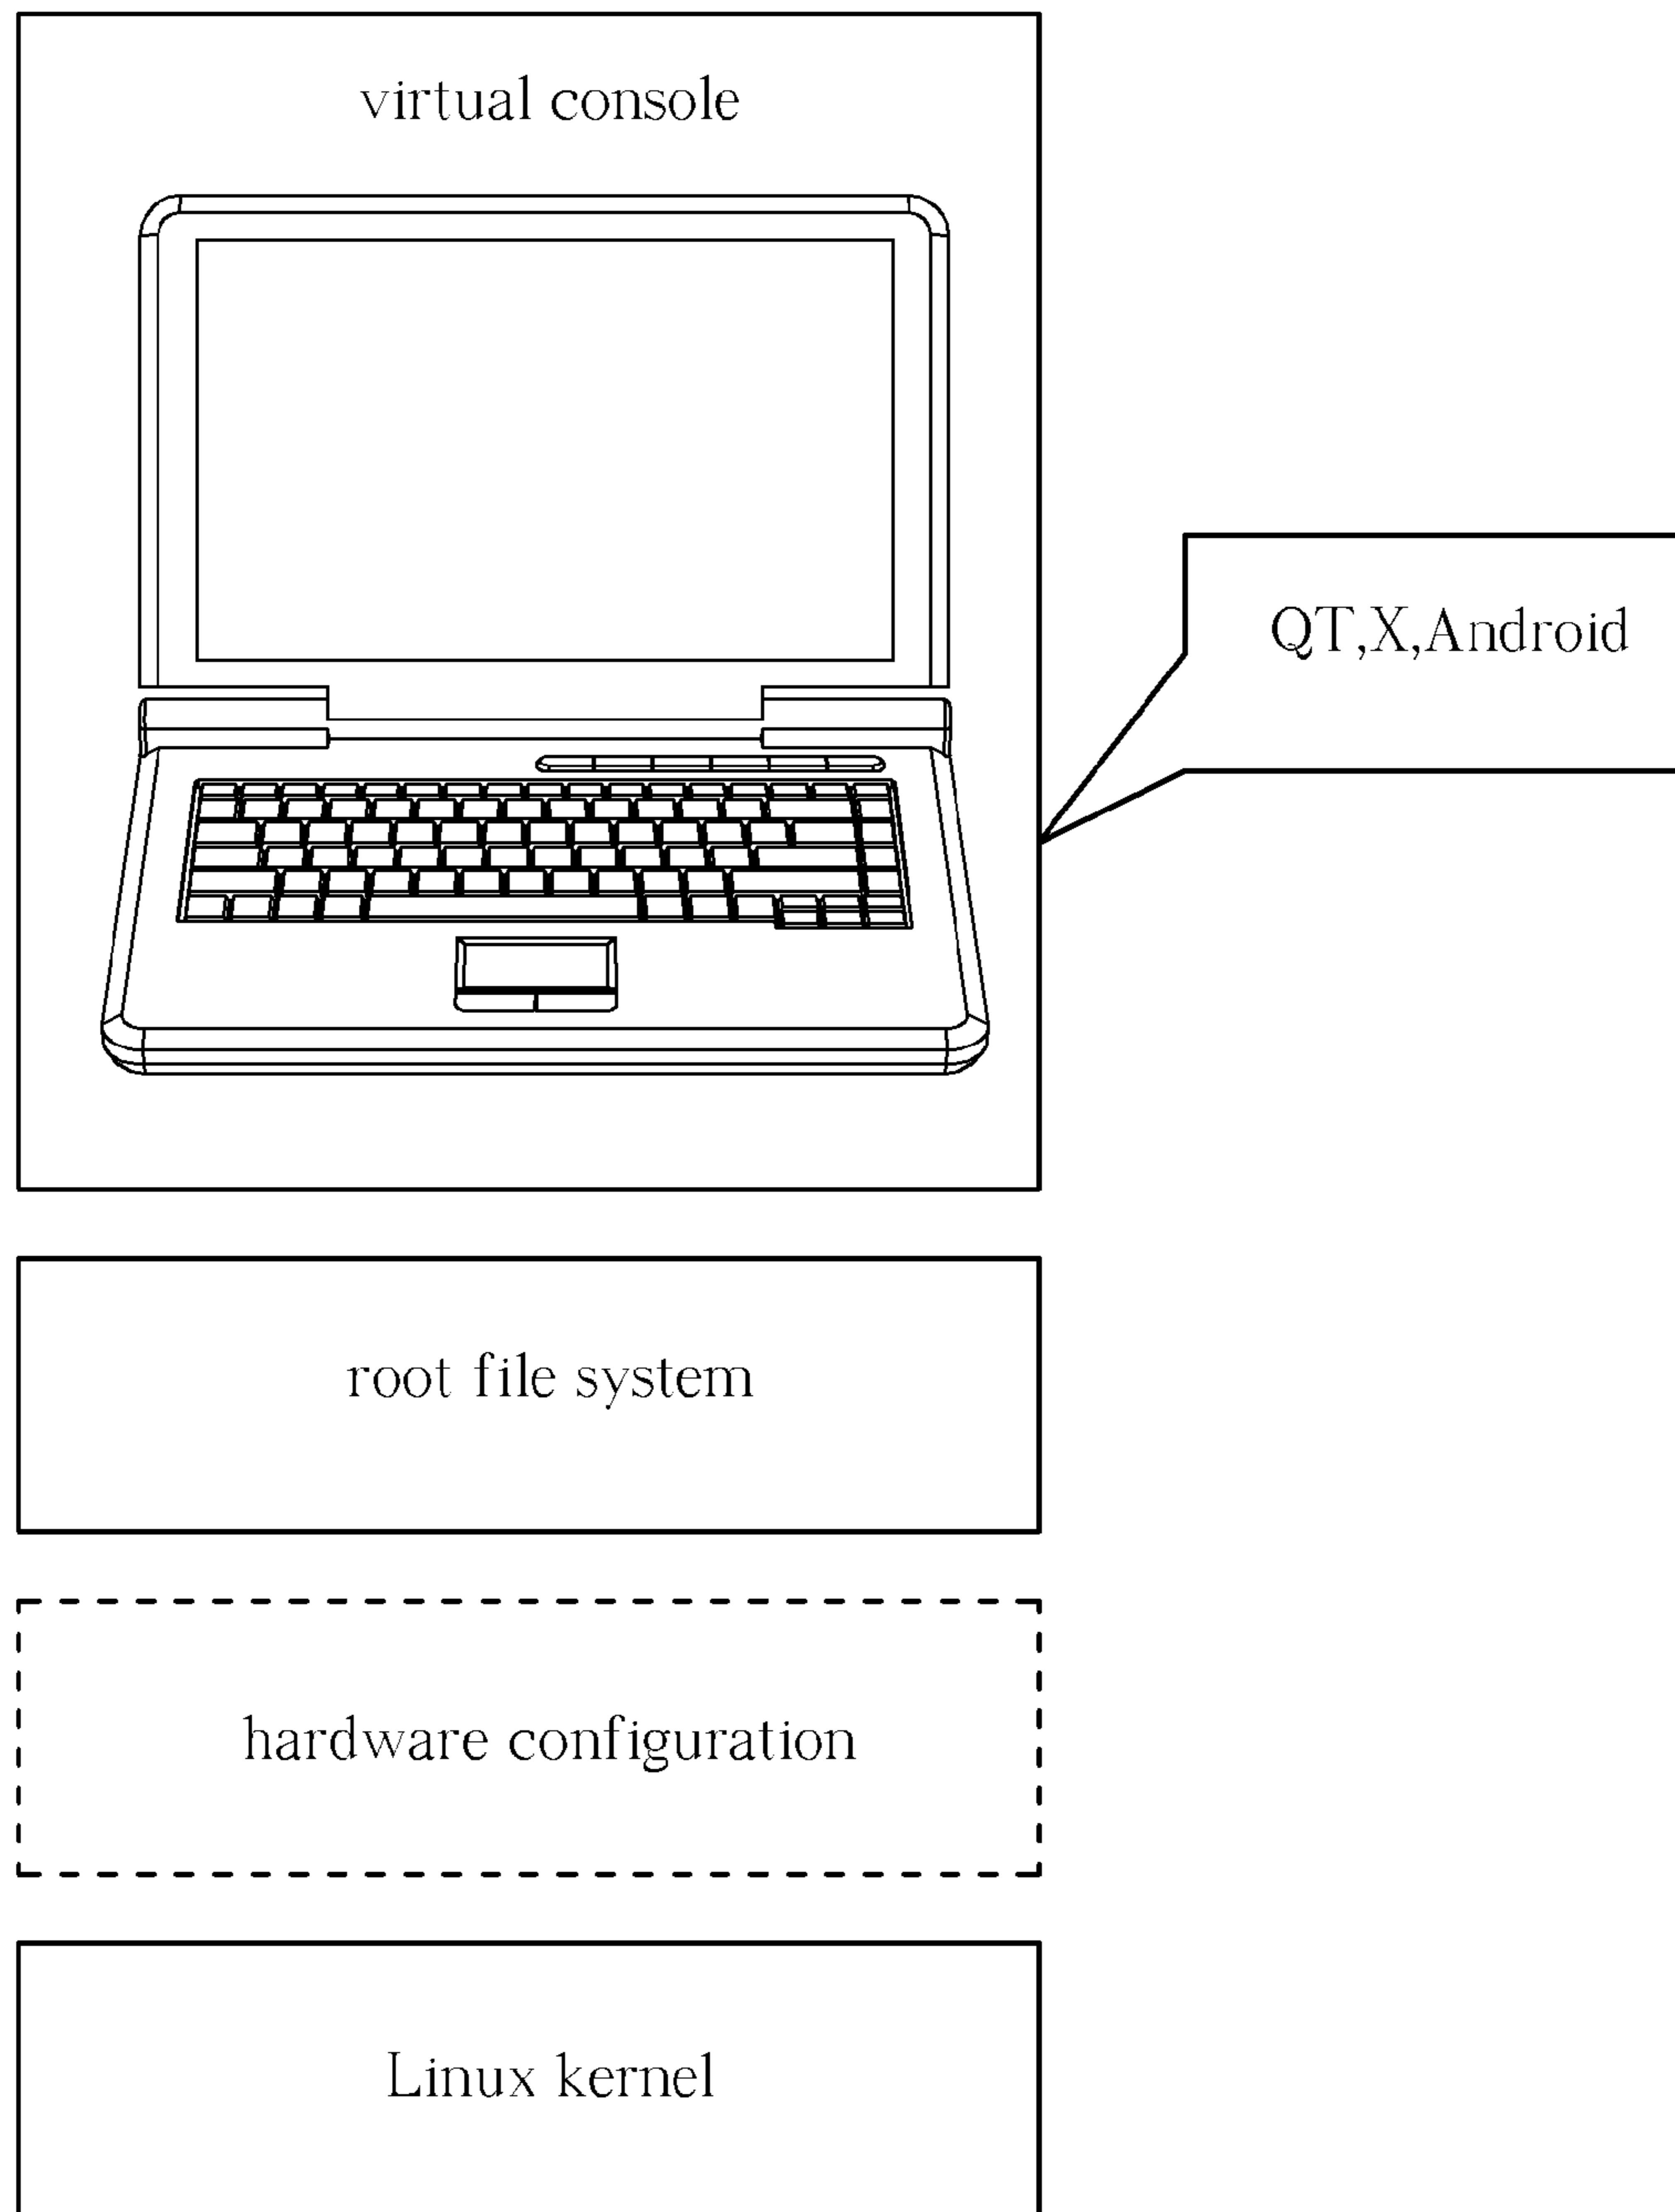 virtual console
QT,X,Android
root file system
hardware configuration
Linux kernel